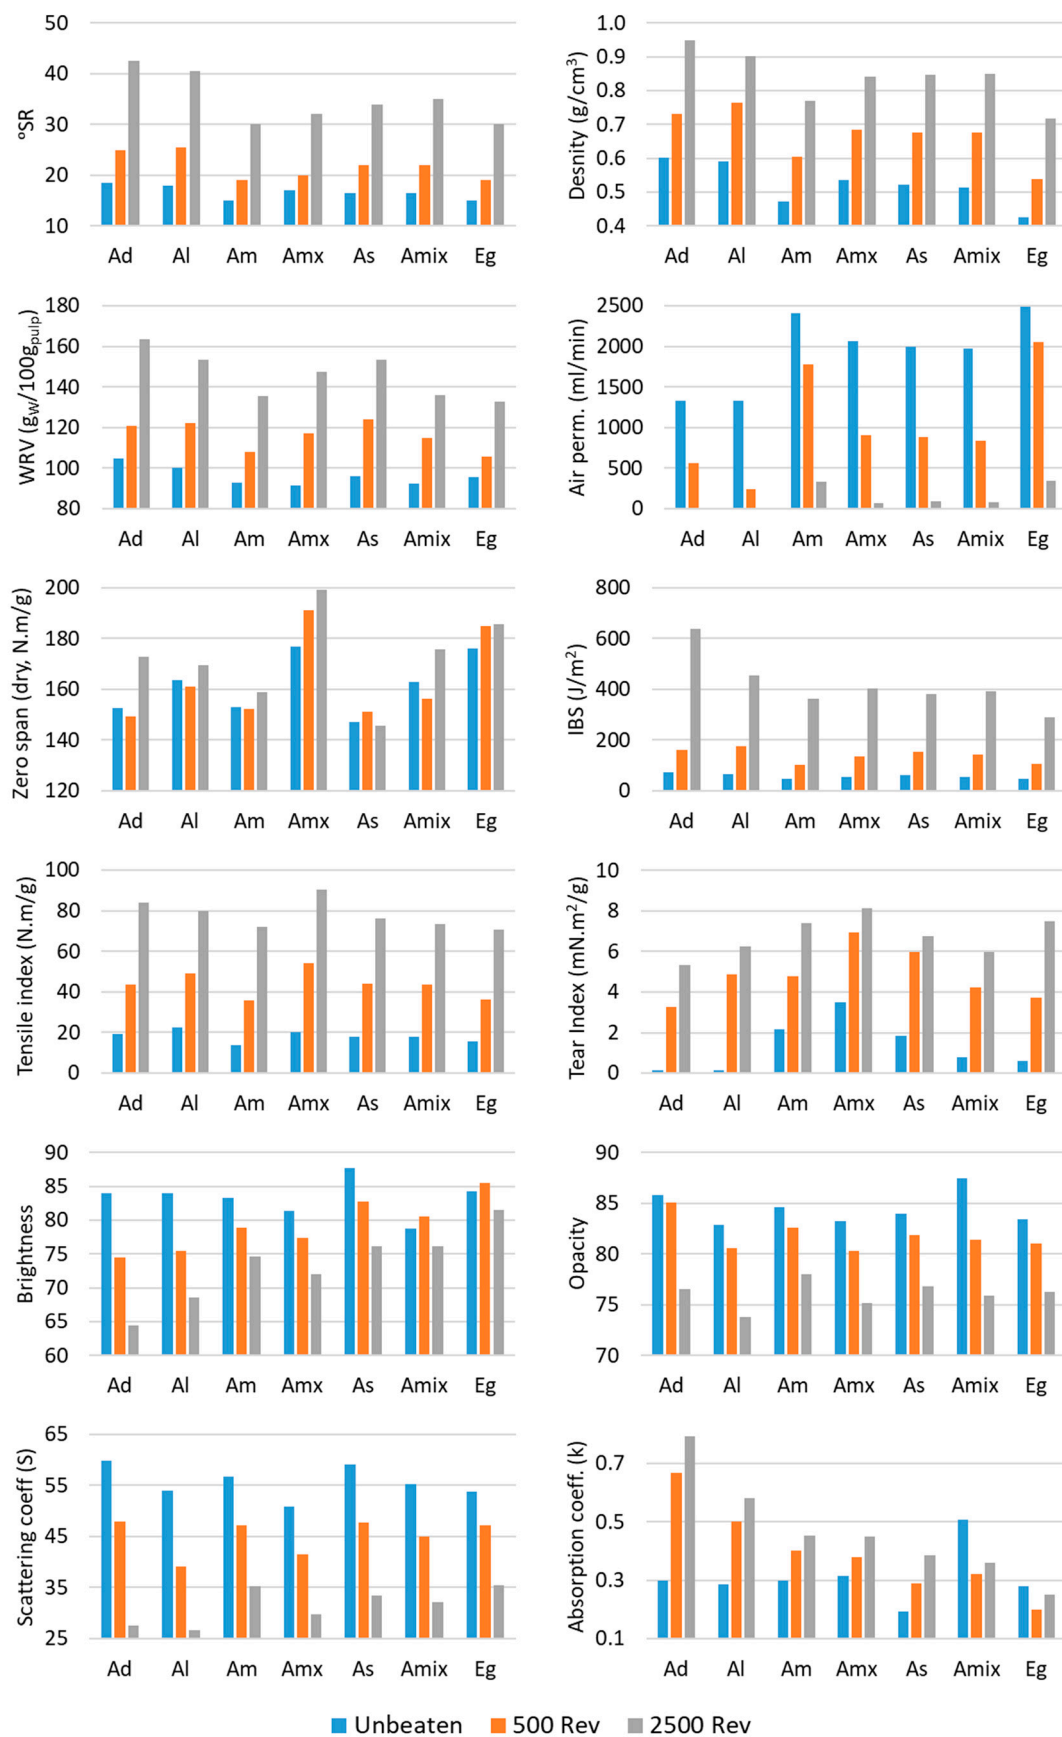 ºSR
50
40
30
20
10
Ad Al Am Amx As Amix Eg
Desnity (g/cm³)
1.0
0.9
0.8
0.7
0.6
0.5
0.4
Ad Al Am Amx As Amix Eg
WRV (gW/100gpulp)
180
160
140
120
100
80
Ad Al Am Amx As Amix Eg
Air perm. (ml/min)
2500
2000
1500
1000
500
0
Ad Al Am Amx As Amix Eg
Zero span (dry, N.m/g)
200
180
160
140
120
Ad Al Am Amx As Amix Eg
IBS (J/m²)
800
600
400
200
0
Ad Al Am Amx As Amix Eg
Tensile index (N.m/g)
100
80
60
40
20
0
Ad Al Am Amx As Amix Eg
Tear Index (mN.m²/g)
10
8
6
4
2
0
Ad Al Am Amx As Amix Eg
Brightness
90
85
80
75
70
65
60
Ad Al Am Amx As Amix Eg
Opacity
90
85
80
75
70
Ad Al Am Amx As Amix Eg
Scattering coeff (S)
65
55
45
35
25
Ad Al Am Amx As Amix Eg
Absorption coeff. (k)
0.7
0.5
0.3
0.1
Ad Al Am Amx As Amix Eg
Unbeaten 500 Rev 2500 Rev